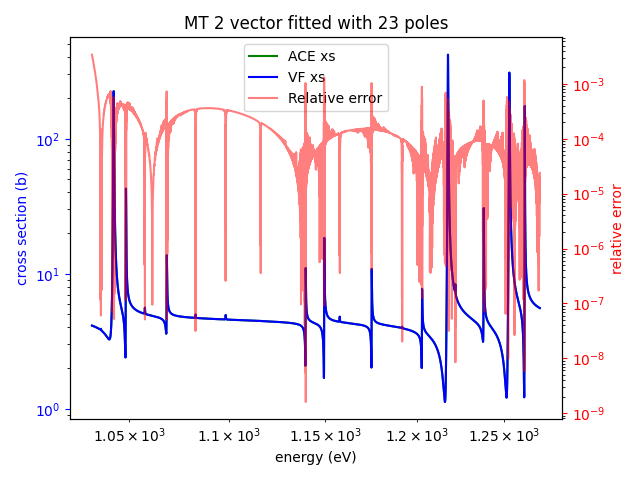 MT 2 vector fitted with 23 poles
ACE xs
VF xs
Relative error
10²
10¹
10⁰
cross section (b)
10⁻³
10⁻⁴
10⁻⁵
10⁻⁶
10⁻⁷
10⁻⁸
10⁻⁹
relative error
1.05 × 10³ 1.1 × 10³ 1.15 × 10³ 1.2 × 10³ 1.25 × 10³
energy (eV)